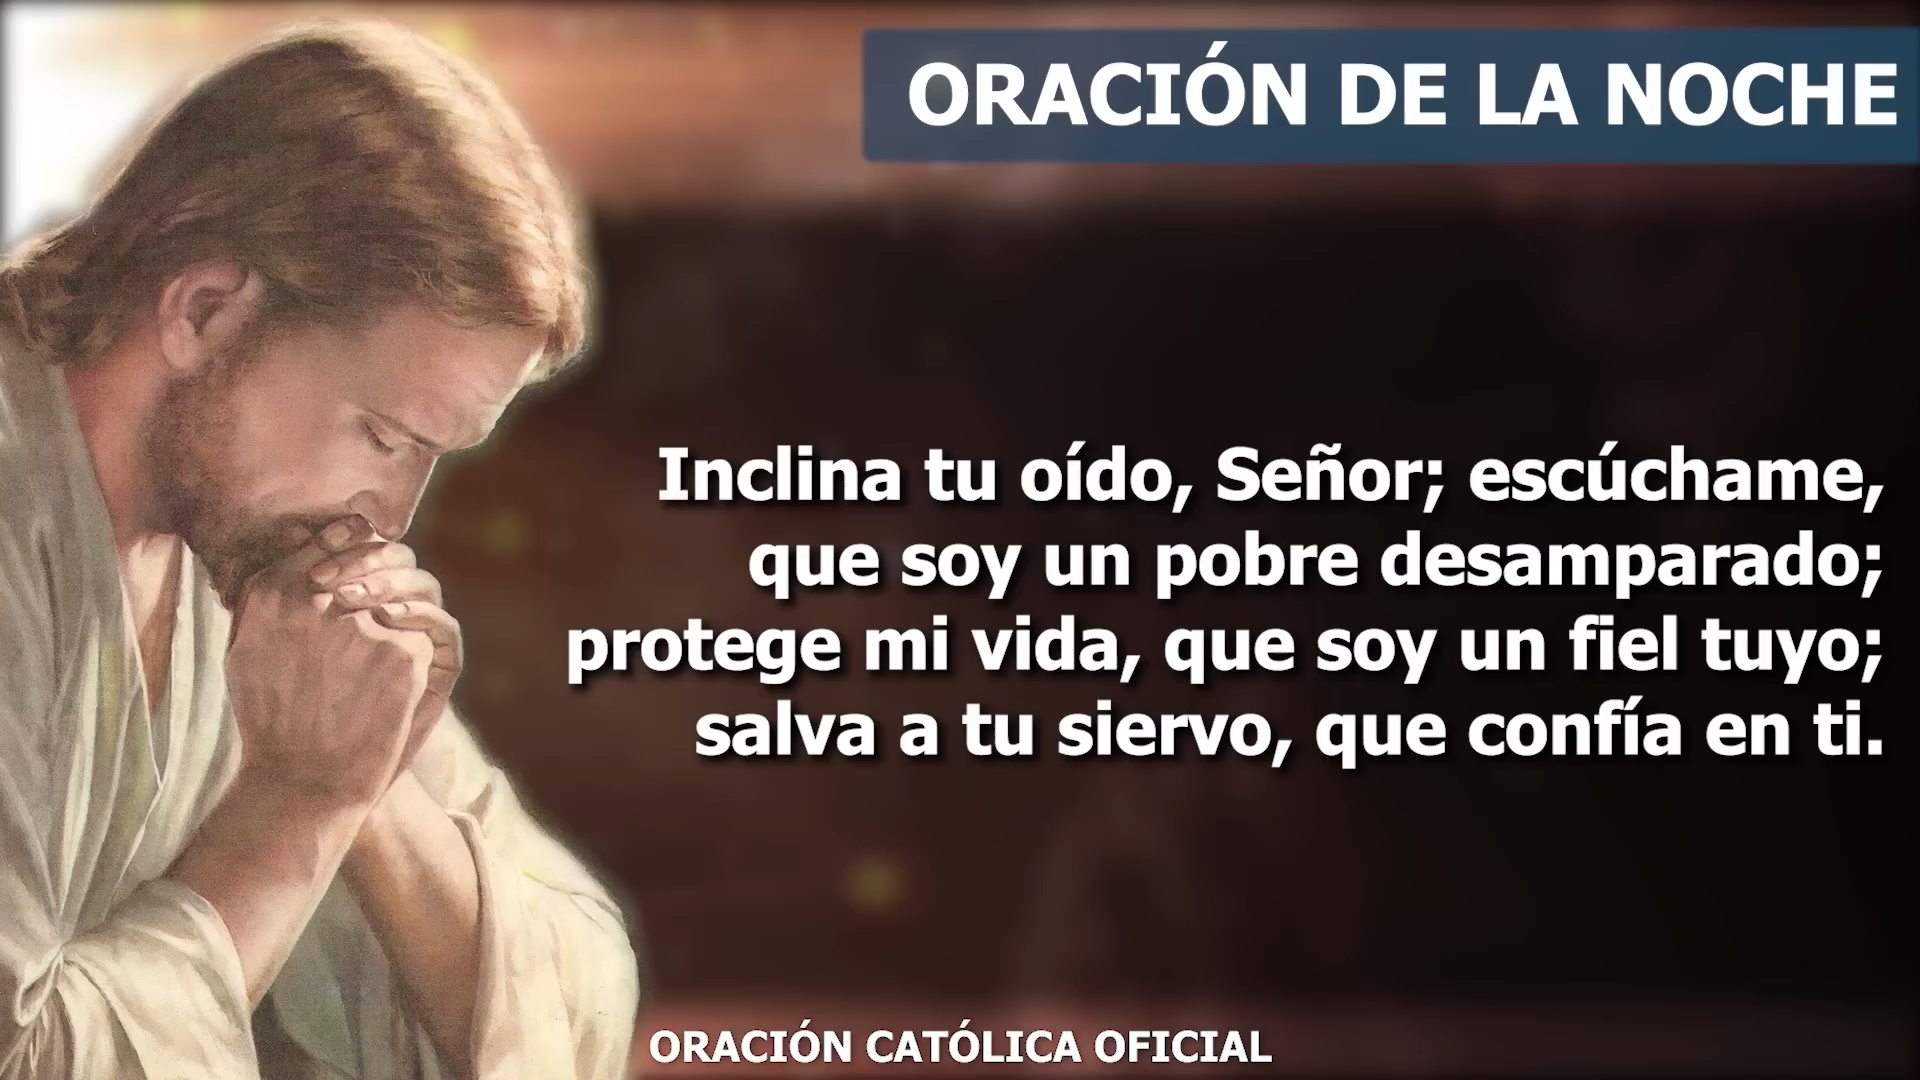 ORACIÓN DE LA NOCHE
Inclina tu oído, Señor; escúchame,
que soy un pobre desamparado;
protege mi vida, que soy un fiel tuyo;
salva a tu siervo, que confía en ti.
ORACIÓN CATÓLICA OFICIAL